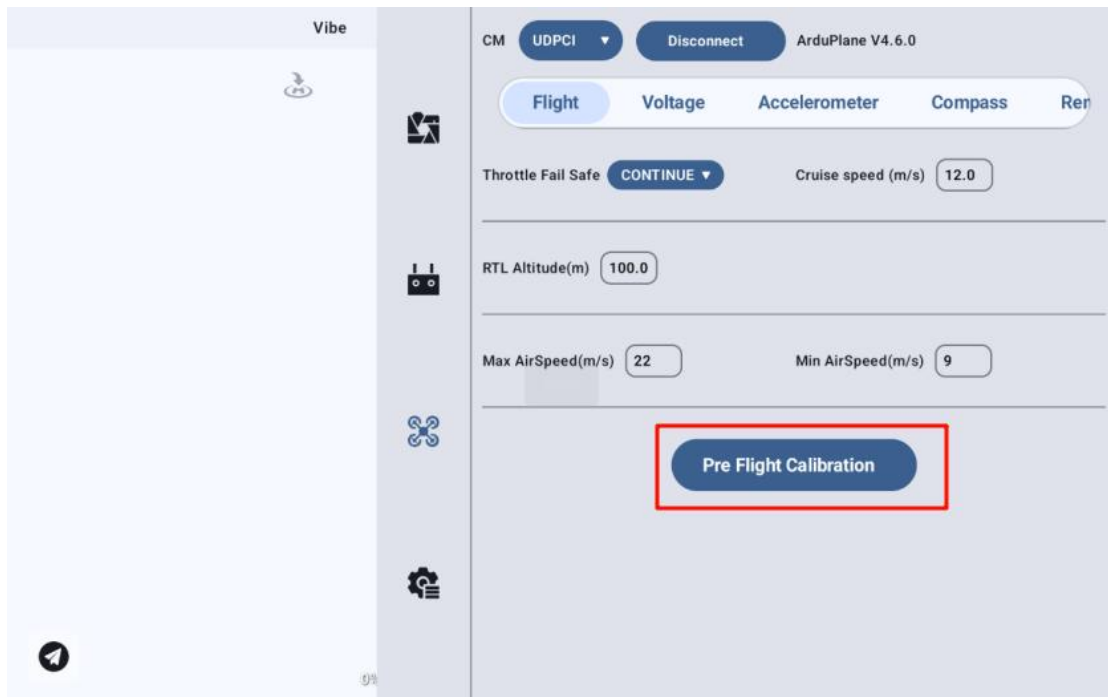 Vibe
CM UDPCI Disconnect ArduPlane V4.6.0
Flight Voltage Accelerometer Compass
Throttle Fail Safe CONTINUE Cruise speed (m/s) 12.0
RTL Altitude(m) 100.0
Max AirSpeed(m/s) 22 Min AirSpeed(m/s) 9
Pre Flight Calibration